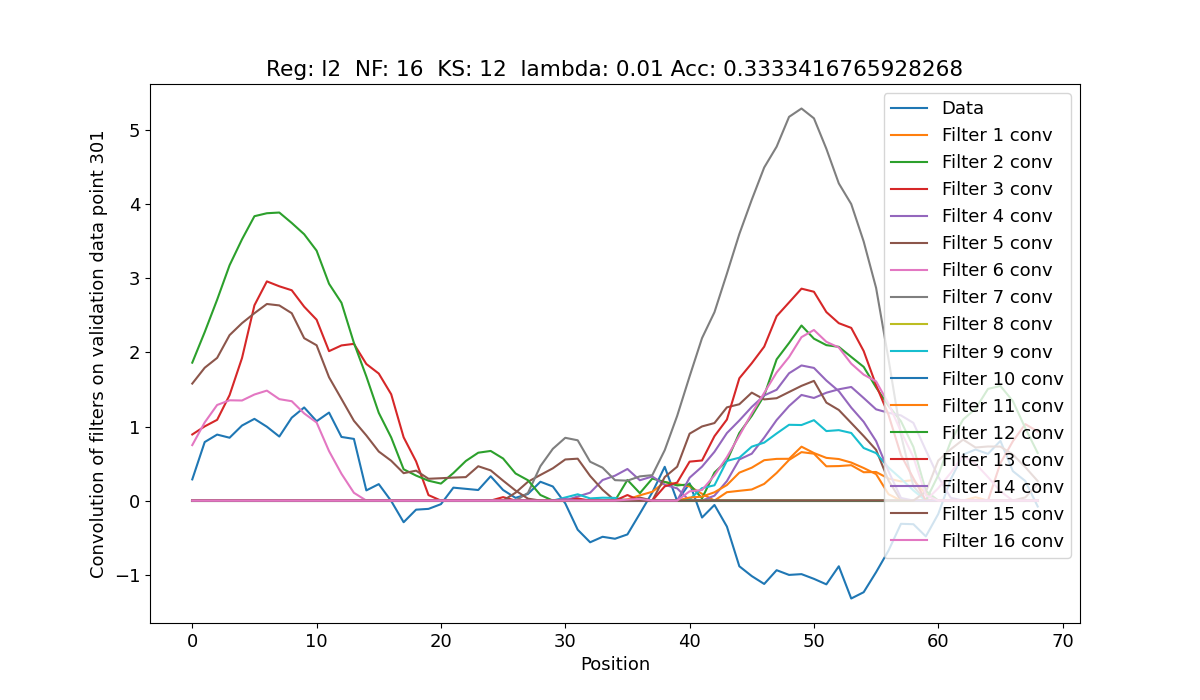 Reg: l2  NF: 16  KS: 12  lambda: 0.01 Acc: 0.3333416765928268
Convolution of filters on validation data point 301
5
4
3
2
1
0
−1
0 10 20 30 40 50 60 70
Position
Data
Filter 1 conv
Filter 2 conv
Filter 3 conv
Filter 4 conv
Filter 5 conv
Filter 6 conv
Filter 7 conv
Filter 8 conv
Filter 9 conv
Filter 10 conv
Filter 11 conv
Filter 12 conv
Filter 13 conv
Filter 14 conv
Filter 15 conv
Filter 16 conv